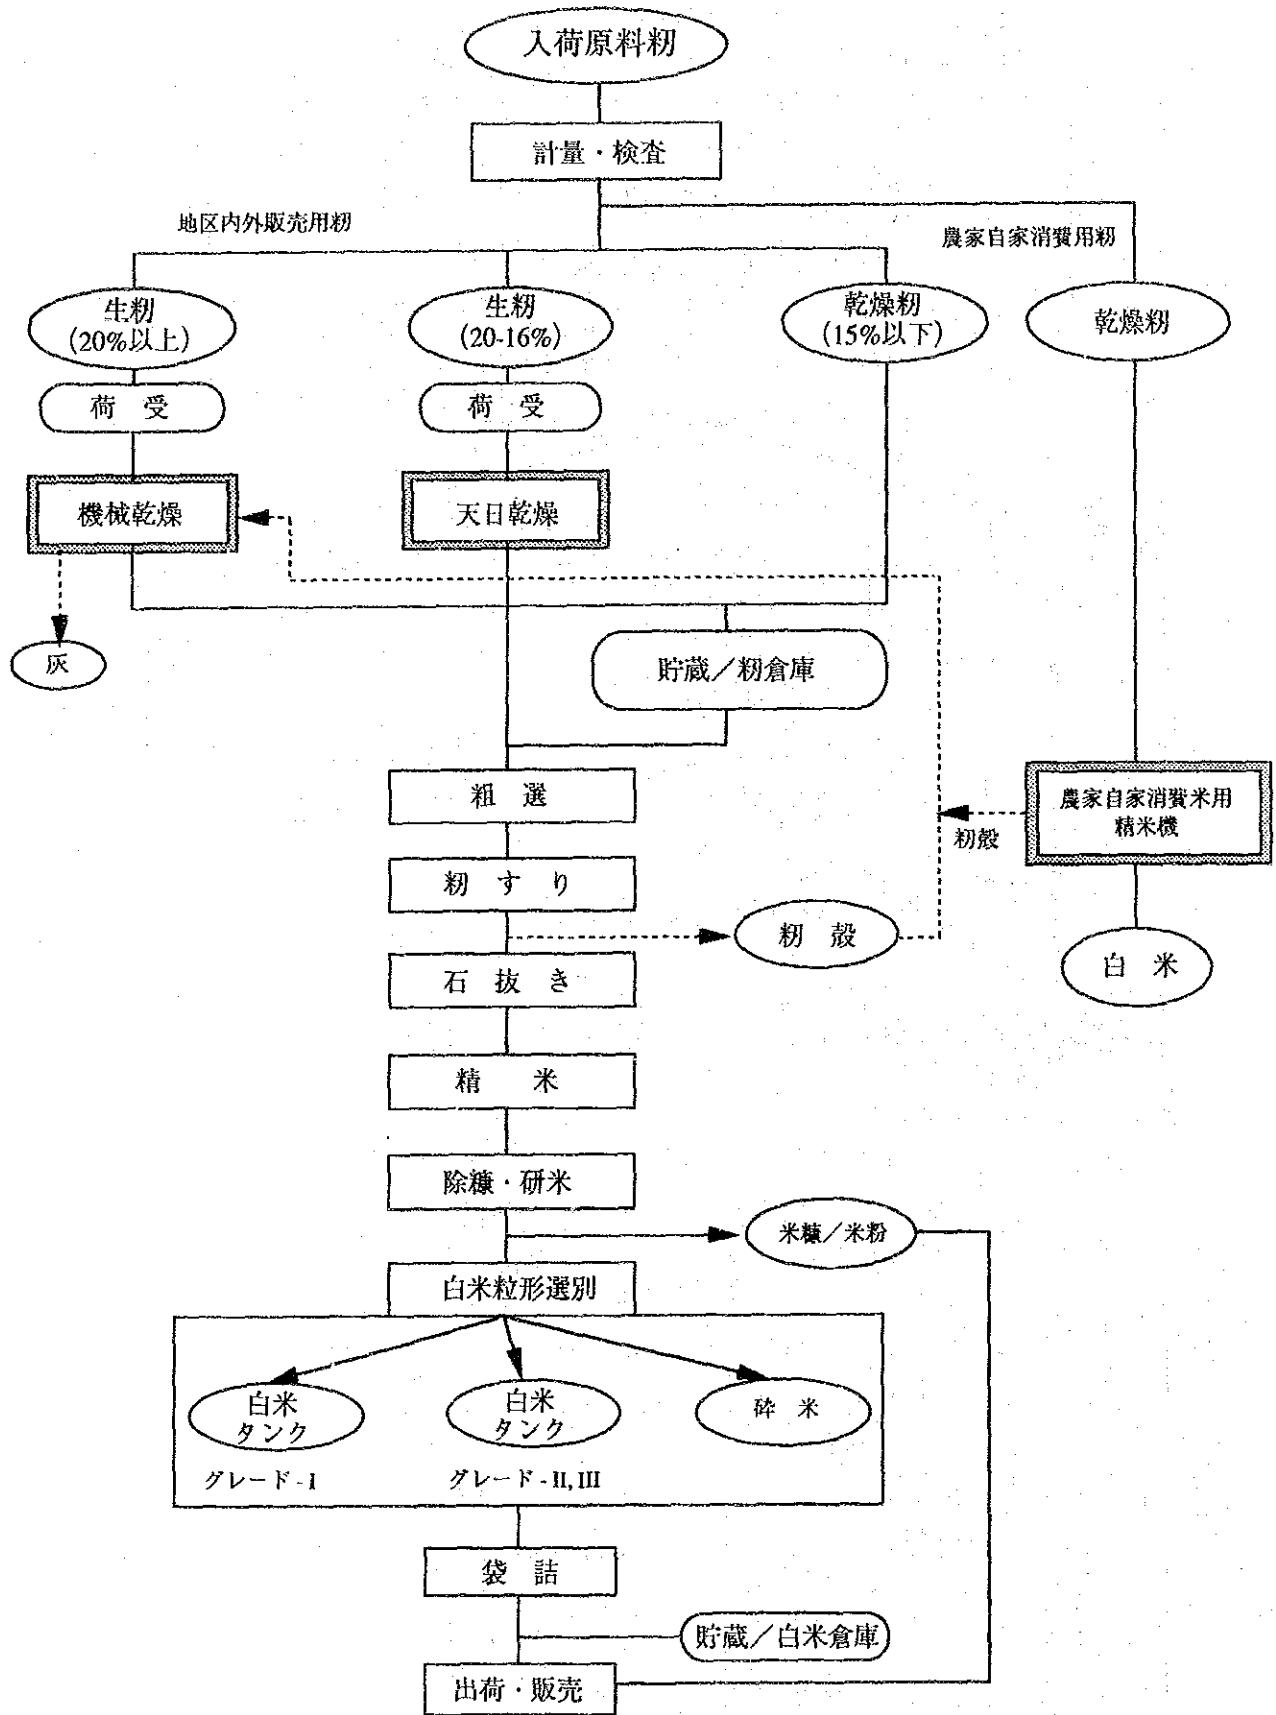 入荷原料籾
計量・検査
地区内外販売用籾
農家自家消費用籾
生籾
(20%以上)
生籾
(20-16%)
乾燥籾
(15%以下)
乾燥籾
荷 受
荷 受
機械乾燥
天日乾燥
灰
貯蔵／籾倉庫
粗 選
農家自家消費米用
精米機
籾殻
籾 す り
籾 殻
石 抜 き
白 米
精 米
除糠・研米
米糠／米粉
白米粒形選別
白米
タンク
白米
タンク
砕 米
グレード - I
グレード - II, III
袋 詰
貯蔵／白米倉庫
出荷・販売